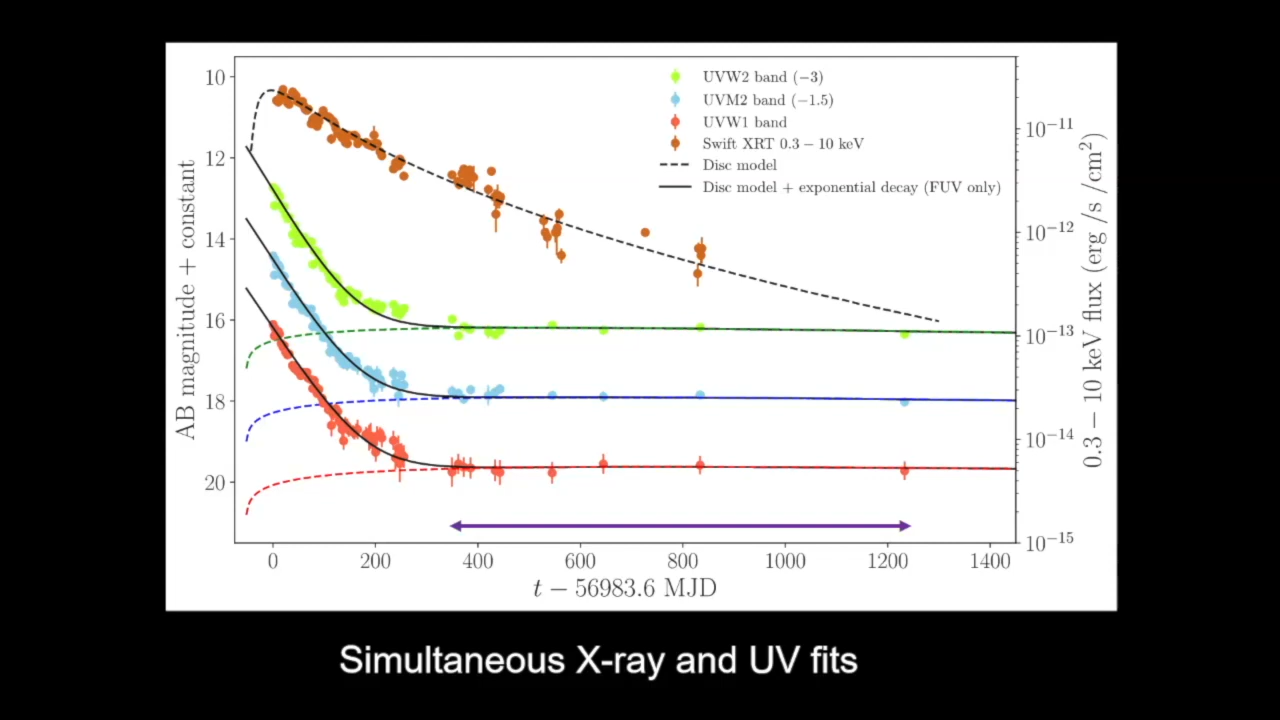 UVW2 band (−3)
UVM2 band (−1.5)
UVW1 band
Swift XRT 0.3 − 10 keV
Disc model
Disc model + exponential decay (FUV only)
AB magnitude + constant
10
12
14
16
18
20
10⁻¹¹
10⁻¹²
10⁻¹³
10⁻¹⁴
10⁻¹⁵
0.3 − 10 keV flux (erg /s /cm²)
0 200 400 600 800 1000 1200 1400
t − 56983.6 MJD
Simultaneous X-ray and UV fits